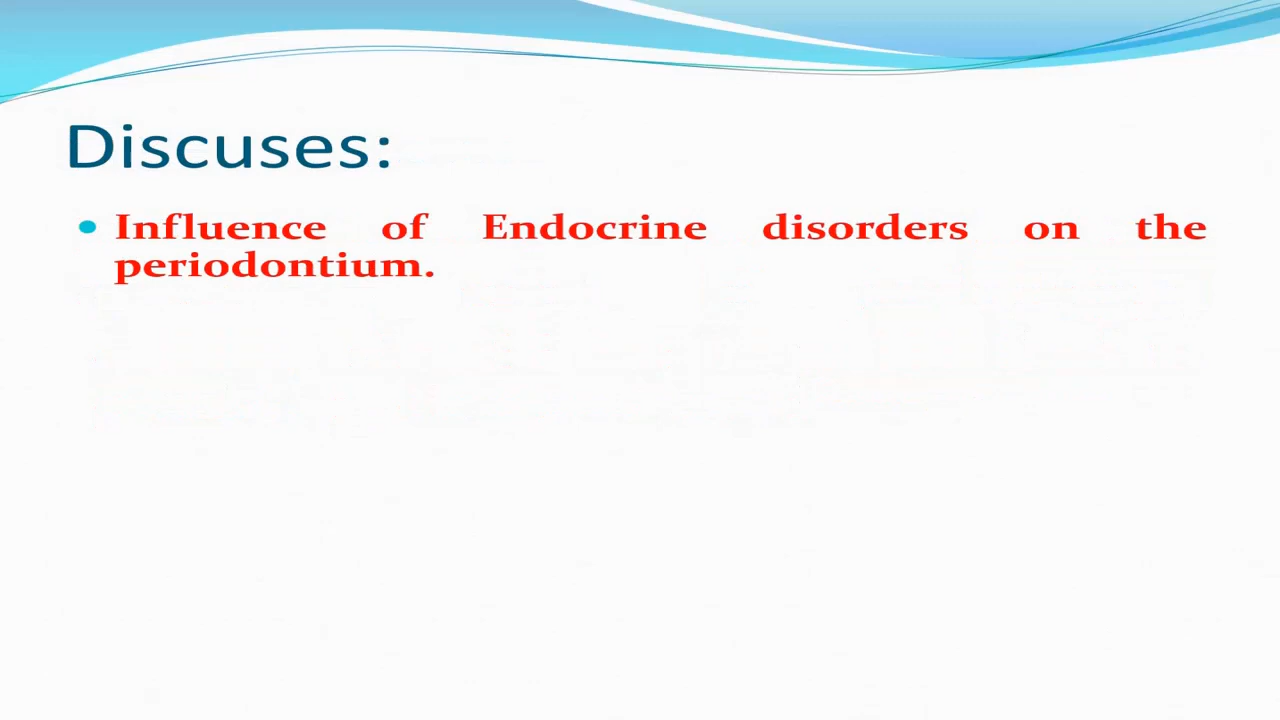 Discuses:
Influence of Endocrine disorders on the
periodontium.